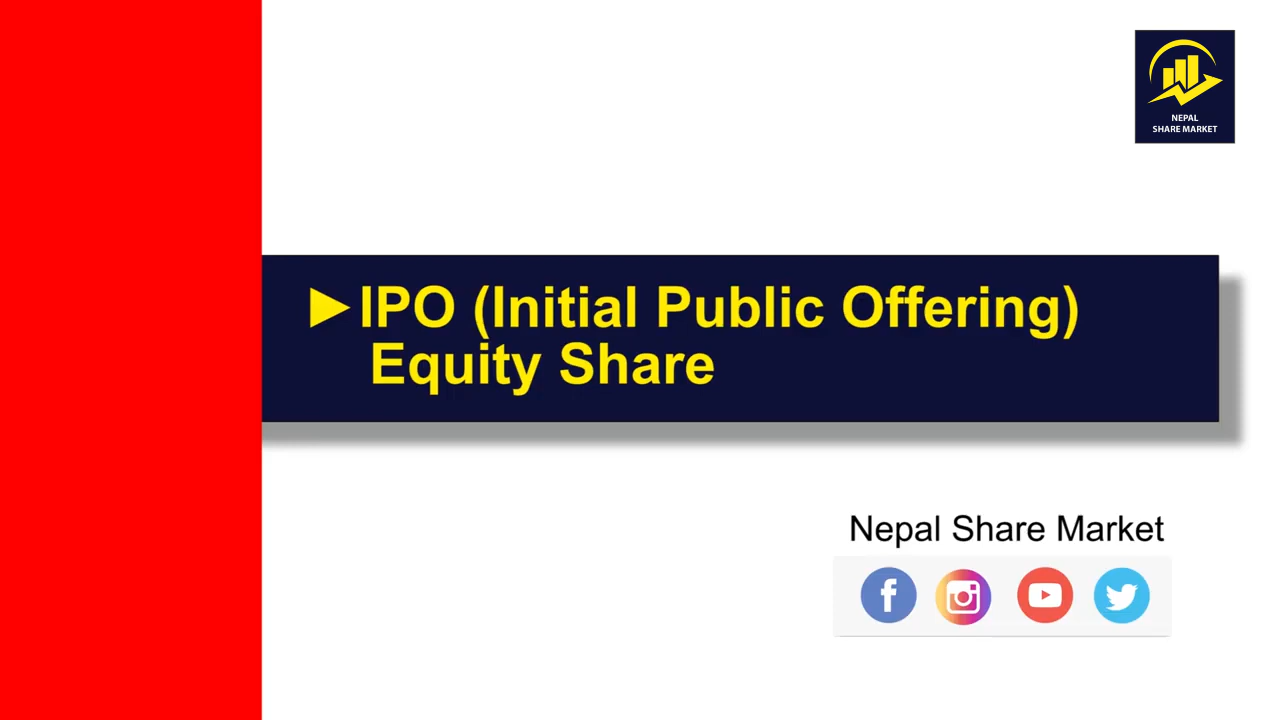 NEPAL
SHARE MARKET
►IPO (Initial Public Offering)
Equity Share
Nepal Share Market